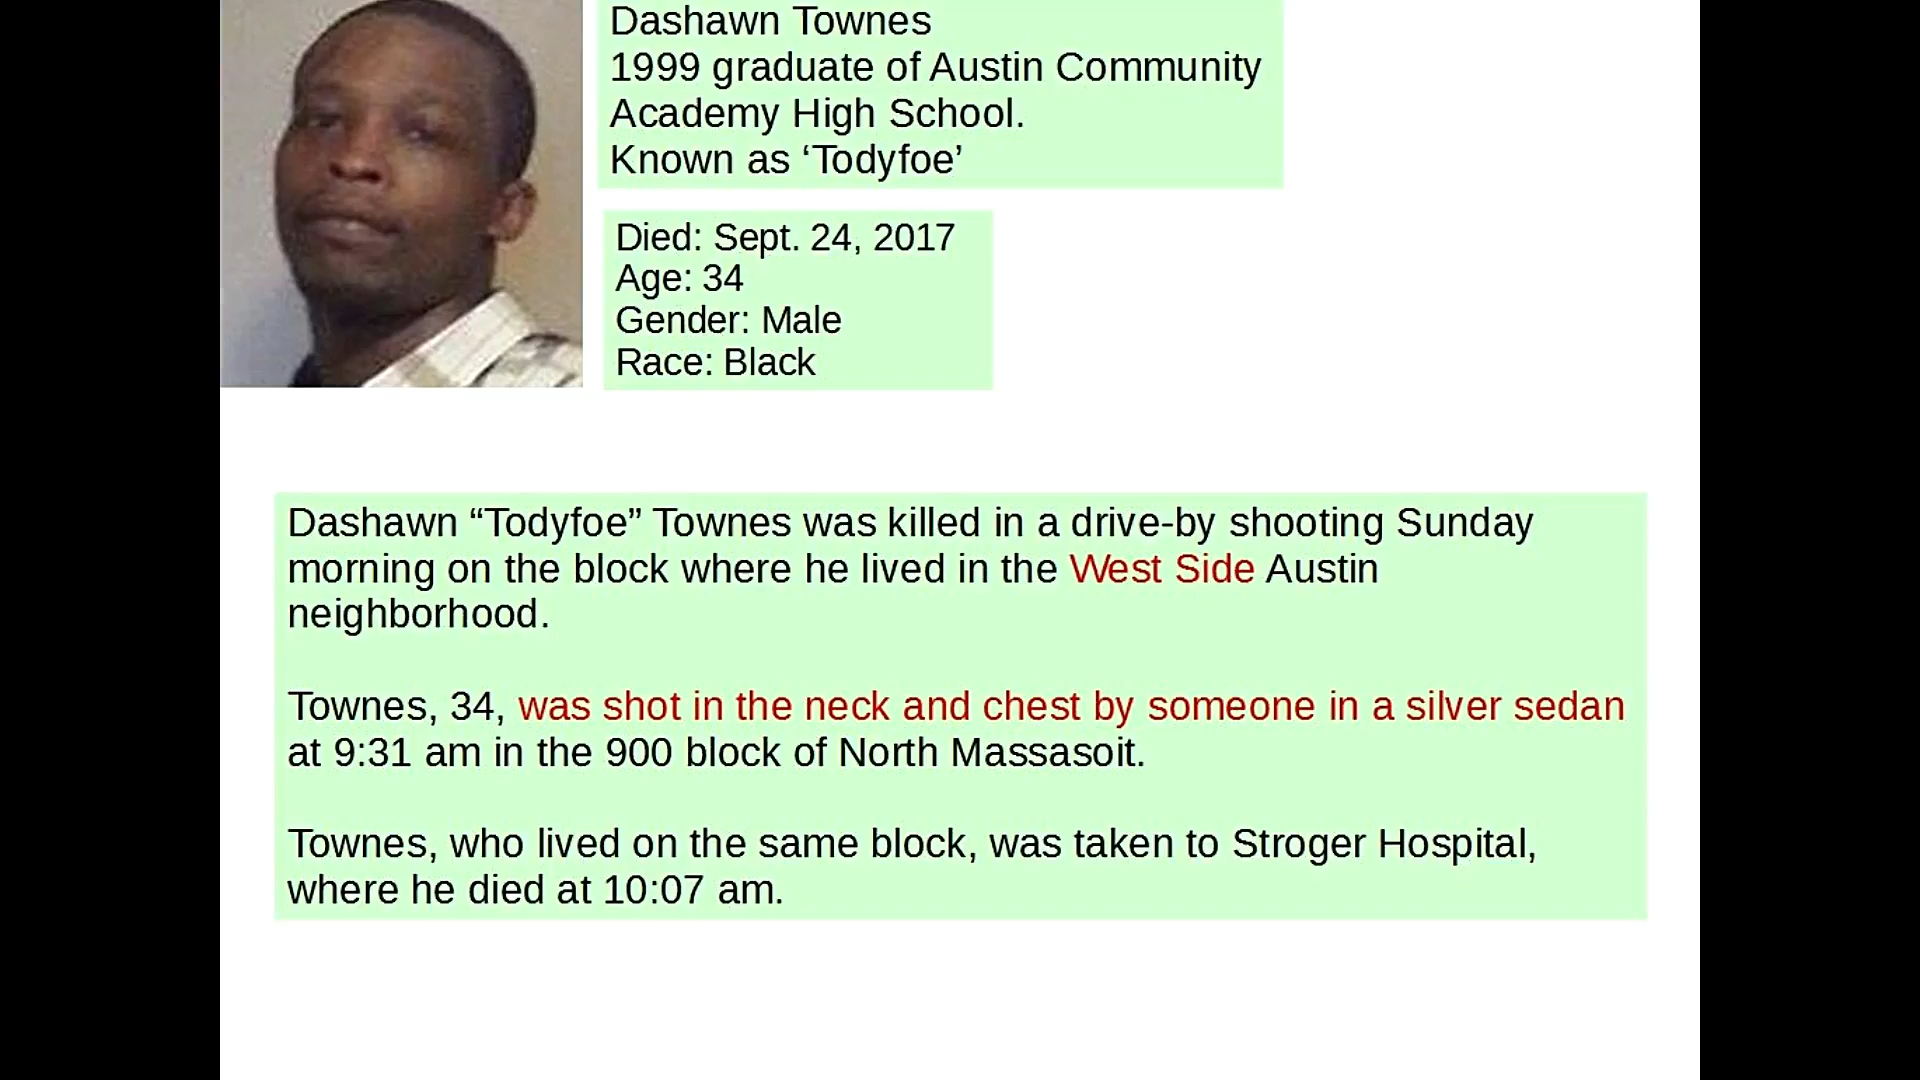 Dashawn Townes
1999 graduate of Austin Community
Academy High School.
Known as ‘Todyfoe’
Died: Sept. 24, 2017
Age: 34
Gender: Male
Race: Black
Dashawn “Todyfoe” Townes was killed in a drive-by shooting Sunday
morning on the block where he lived in the West Side Austin
neighborhood.
Townes, 34, was shot in the neck and chest by someone in a silver sedan
at 9:31 am in the 900 block of North Massasoit.
Townes, who lived on the same block, was taken to Stroger Hospital,
where he died at 10:07 am.